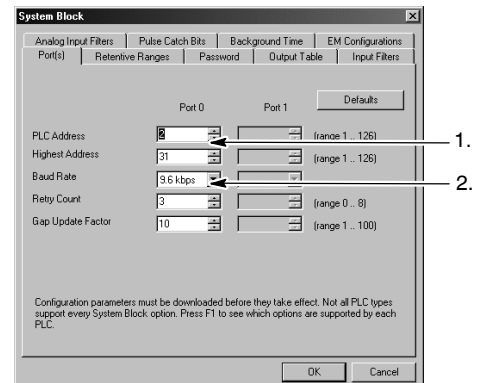 System Block
Analog Input Filters Pulse Catch Bits Background Time EM Configurations
Port(s) Retentive Ranges Password Output Table Input Filters
Port 0 Port 1 Defaults
PLC Address 2 (range 1 .. 126) 1.
Highest Address 31 (range 1 .. 126)
Baud Rate 9.6 kbps 2.
Retry Count 3 (range 0 .. 8)
Gap Update Factor 10 (range 1 .. 100)
Configuration parameters must be downloaded before they take effect. Not all PLC types
support every System Block option. Press F1 to see which options are supported by each
PLC.
OK Cancel